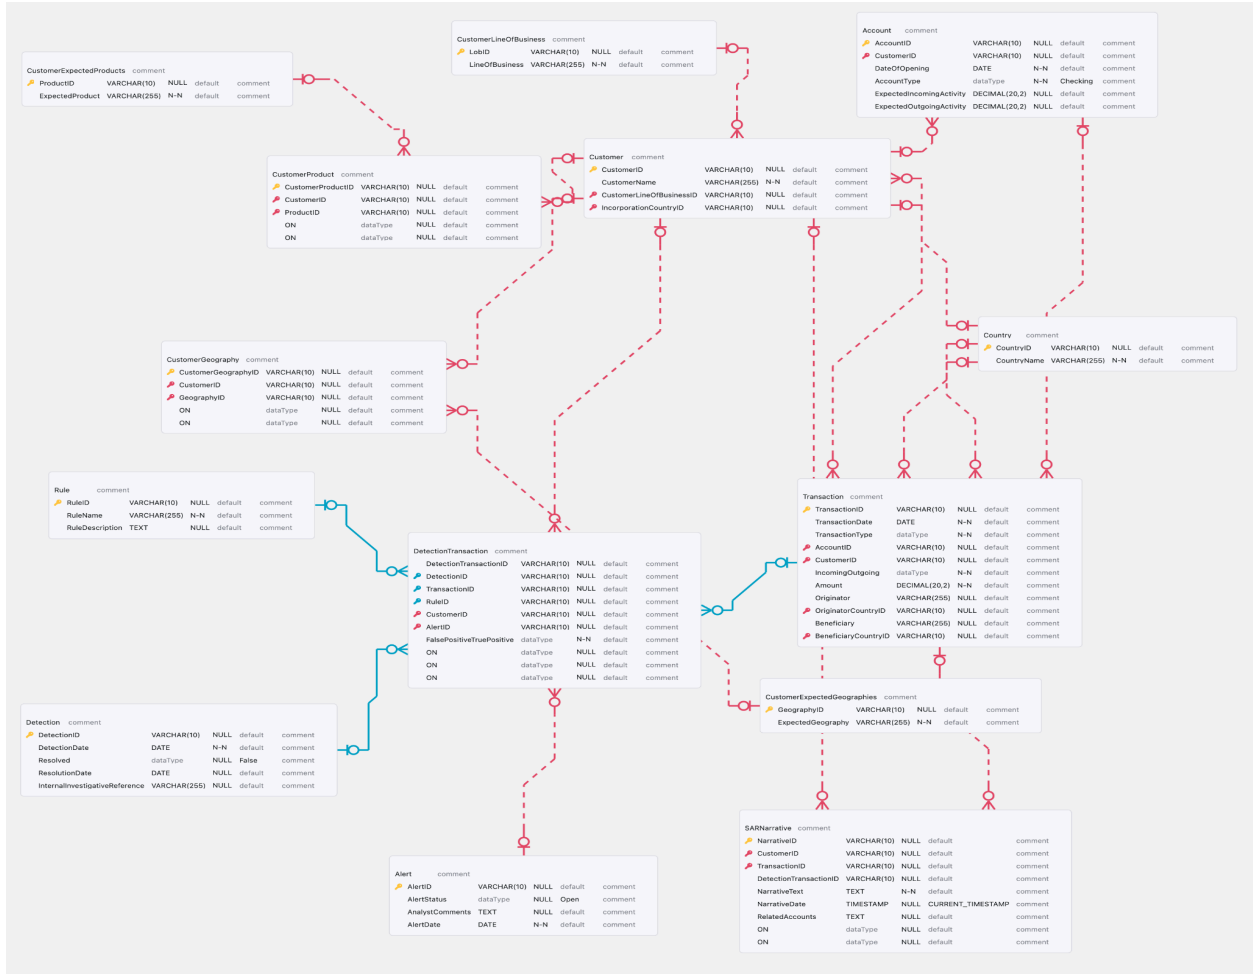 CustomerLineOfBusiness comment
LobID VARCHAR(10) NULL default comment
LineOfBusiness VARCHAR(255) N-N default comment
Account comment
AccountID VARCHAR(10) NULL default comment
CustomerID VARCHAR(10) NULL default comment
DateOfOpening DATE N-N default comment
AccountType dataType N-N Checking comment
ExpectedIncomingActivity DECIMAL(20,2) NULL default comment
ExpectedOutgoingActivity DECIMAL(20,2) NULL default comment
CustomerExpectedProducts comment
ProductID VARCHAR(10) NULL default comment
ExpectedProduct VARCHAR(255) N-N default comment
CustomerProduct comment
CustomerProductID VARCHAR(10) NULL default comment
CustomerID VARCHAR(10) NULL default comment
ProductID VARCHAR(10) NULL default comment
ON dataType NULL default comment
ON dataType NULL default comment
Customer comment
CustomerID VARCHAR(10) NULL default comment
CustomerName VARCHAR(255) N-N default comment
CustomerLineOfBusinessID VARCHAR(10) NULL default comment
IncorporationCountryID VARCHAR(10) NULL default comment
Country comment
CountryID VARCHAR(10) NULL default comment
CountryName VARCHAR(255) N-N default comment
CustomerGeography comment
CustomerGeographyID VARCHAR(10) NULL default comment
CustomerID VARCHAR(10) NULL default comment
GeographyID VARCHAR(10) NULL default comment
ON dataType NULL default comment
ON dataType NULL default comment
Rule comment
RuleID VARCHAR(10) NULL default comment
RuleName VARCHAR(255) N-N default comment
RuleDescription TEXT NULL default comment
DetectionTransaction comment
DetectionTransactionID VARCHAR(10) NULL default comment
DetectionID VARCHAR(10) NULL default comment
TransactionID VARCHAR(10) NULL default comment
RuleID VARCHAR(10) NULL default comment
CustomerID VARCHAR(10) NULL default comment
AlertID VARCHAR(10) NULL default comment
FalsePositiveTruePositive dataType N-N default comment
ON dataType NULL default comment
ON dataType NULL default comment
ON dataType NULL default comment
Transaction comment
TransactionID VARCHAR(10) NULL default comment
TransactionDate DATE N-N default comment
TransactionType dataType N-N default comment
AccountID VARCHAR(10) NULL default comment
CustomerID VARCHAR(10) NULL default comment
IncomingOutgoing dataType N-N default comment
Amount DECIMAL(20,2) N-N default comment
Originator VARCHAR(255) NULL default comment
OriginatorCountryID VARCHAR(10) NULL default comment
Beneficiary VARCHAR(255) NULL default comment
BeneficiaryCountryID VARCHAR(10) NULL default comment
CustomerExpectedGeographies comment
GeographyID VARCHAR(10) NULL default comment
ExpectedGeography VARCHAR(255) N-N default comment
Detection comment
DetectionID VARCHAR(10) NULL default comment
DetectionDate DATE N-N default comment
Resolved dataType NULL False comment
ResolutionDate DATE NULL default comment
InternalInvestigativeReference VARCHAR(255) NULL default comment
Alert comment
AlertID VARCHAR(10) NULL default comment
AlertStatus dataType NULL Open comment
AnalystComments TEXT NULL default comment
AlertDate DATE N-N default comment
SARNarrative comment
NarrativeID VARCHAR(10) NULL default comment
CustomerID VARCHAR(10) NULL default comment
TransactionID VARCHAR(10) NULL default comment
DetectionTransactionID VARCHAR(10) NULL default comment
NarrativeText TEXT N-N default comment
NarrativeDate TIMESTAMP NULL CURRENT_TIMESTAMP comment
RelatedAccounts TEXT NULL default comment
ON dataType NULL default comment
ON dataType NULL default comment